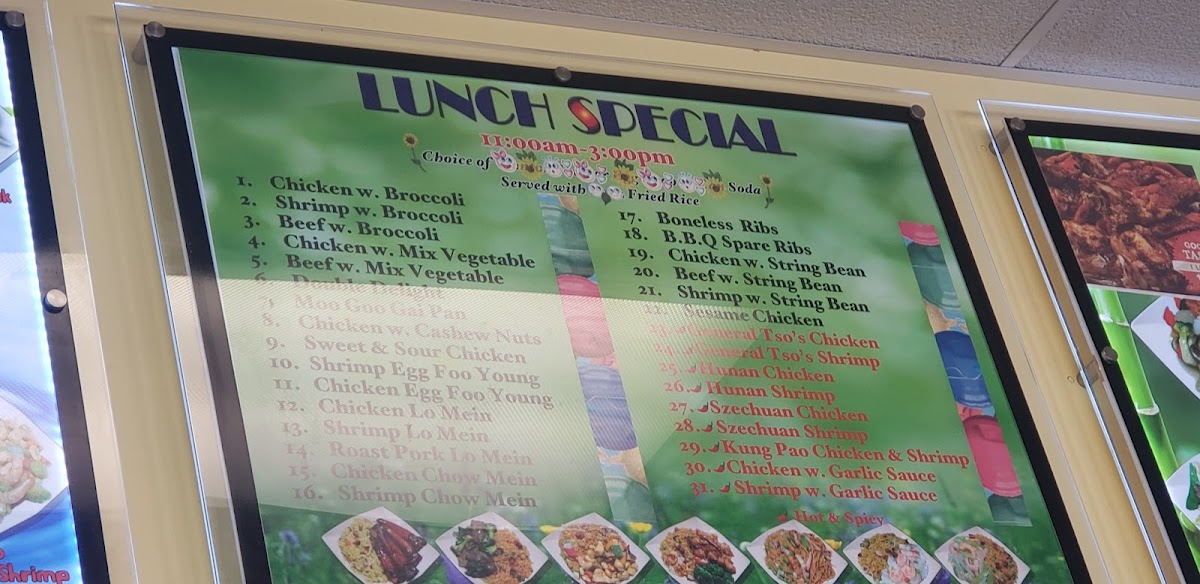 LUNCH SPECIAL
11:00am-3:00pm
Choice of Soda
Served with Fried Rice
1. Chicken w. Broccoli
2. Shrimp w. Broccoli
3. Beef w. Broccoli
4. Chicken w. Mix Vegetable
5. Beef w. Mix Vegetable
6. Double Delight
7. Moo Goo Gai Pan
8. Chicken w. Cashew Nuts
9. Sweet & Sour Chicken
10. Shrimp Egg Foo Young
11. Chicken Egg Foo Young
12. Chicken Lo Mein
13. Shrimp Lo Mein
14. Roast Pork Lo Mein
15. Chicken Chow Mein
16. Shrimp Chow Mein
17. Boneless Ribs
18. B.B.Q Spare Ribs
19. Chicken w. String Bean
20. Beef w. String Bean
21. Shrimp w. String Bean
22. Sesame Chicken
23. General Tso's Chicken
24. General Tso's Shrimp
25. Hunan Chicken
26. Hunan Shrimp
27. Szechuan Chicken
28. Szechuan Shrimp
29. Kung Pao Chicken & Shrimp
30. Chicken w. Garlic Sauce
31. Shrimp w. Garlic Sauce
Hot & Spicy
Shrimp